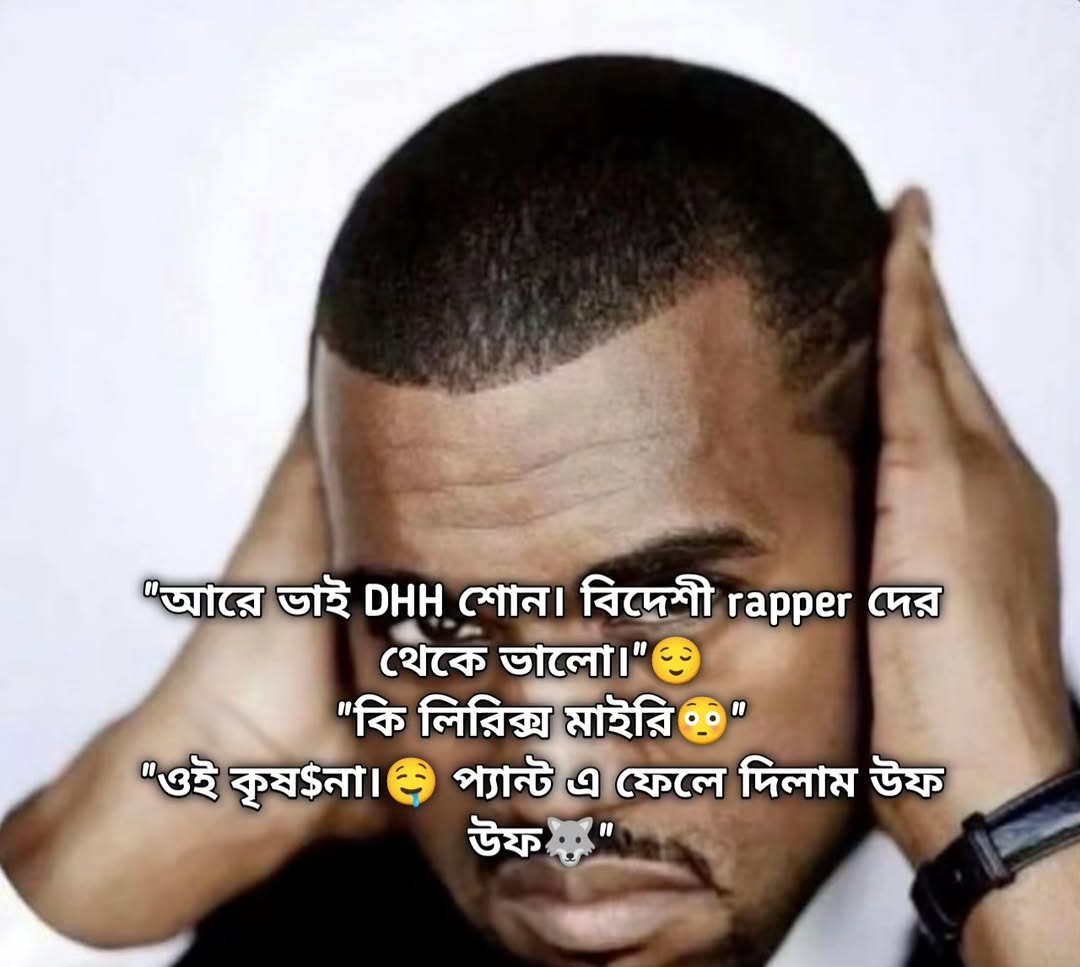 "আরে ভাই DHH শোন। বিদেশী rapper দের
থেকে ভালো।"😌
"কি লিরিক্স মাইরি😳"
"ওই কৃষ$না।🤤 প্যান্ট এ ফেলে দিলাম উফ
উফ🐺"